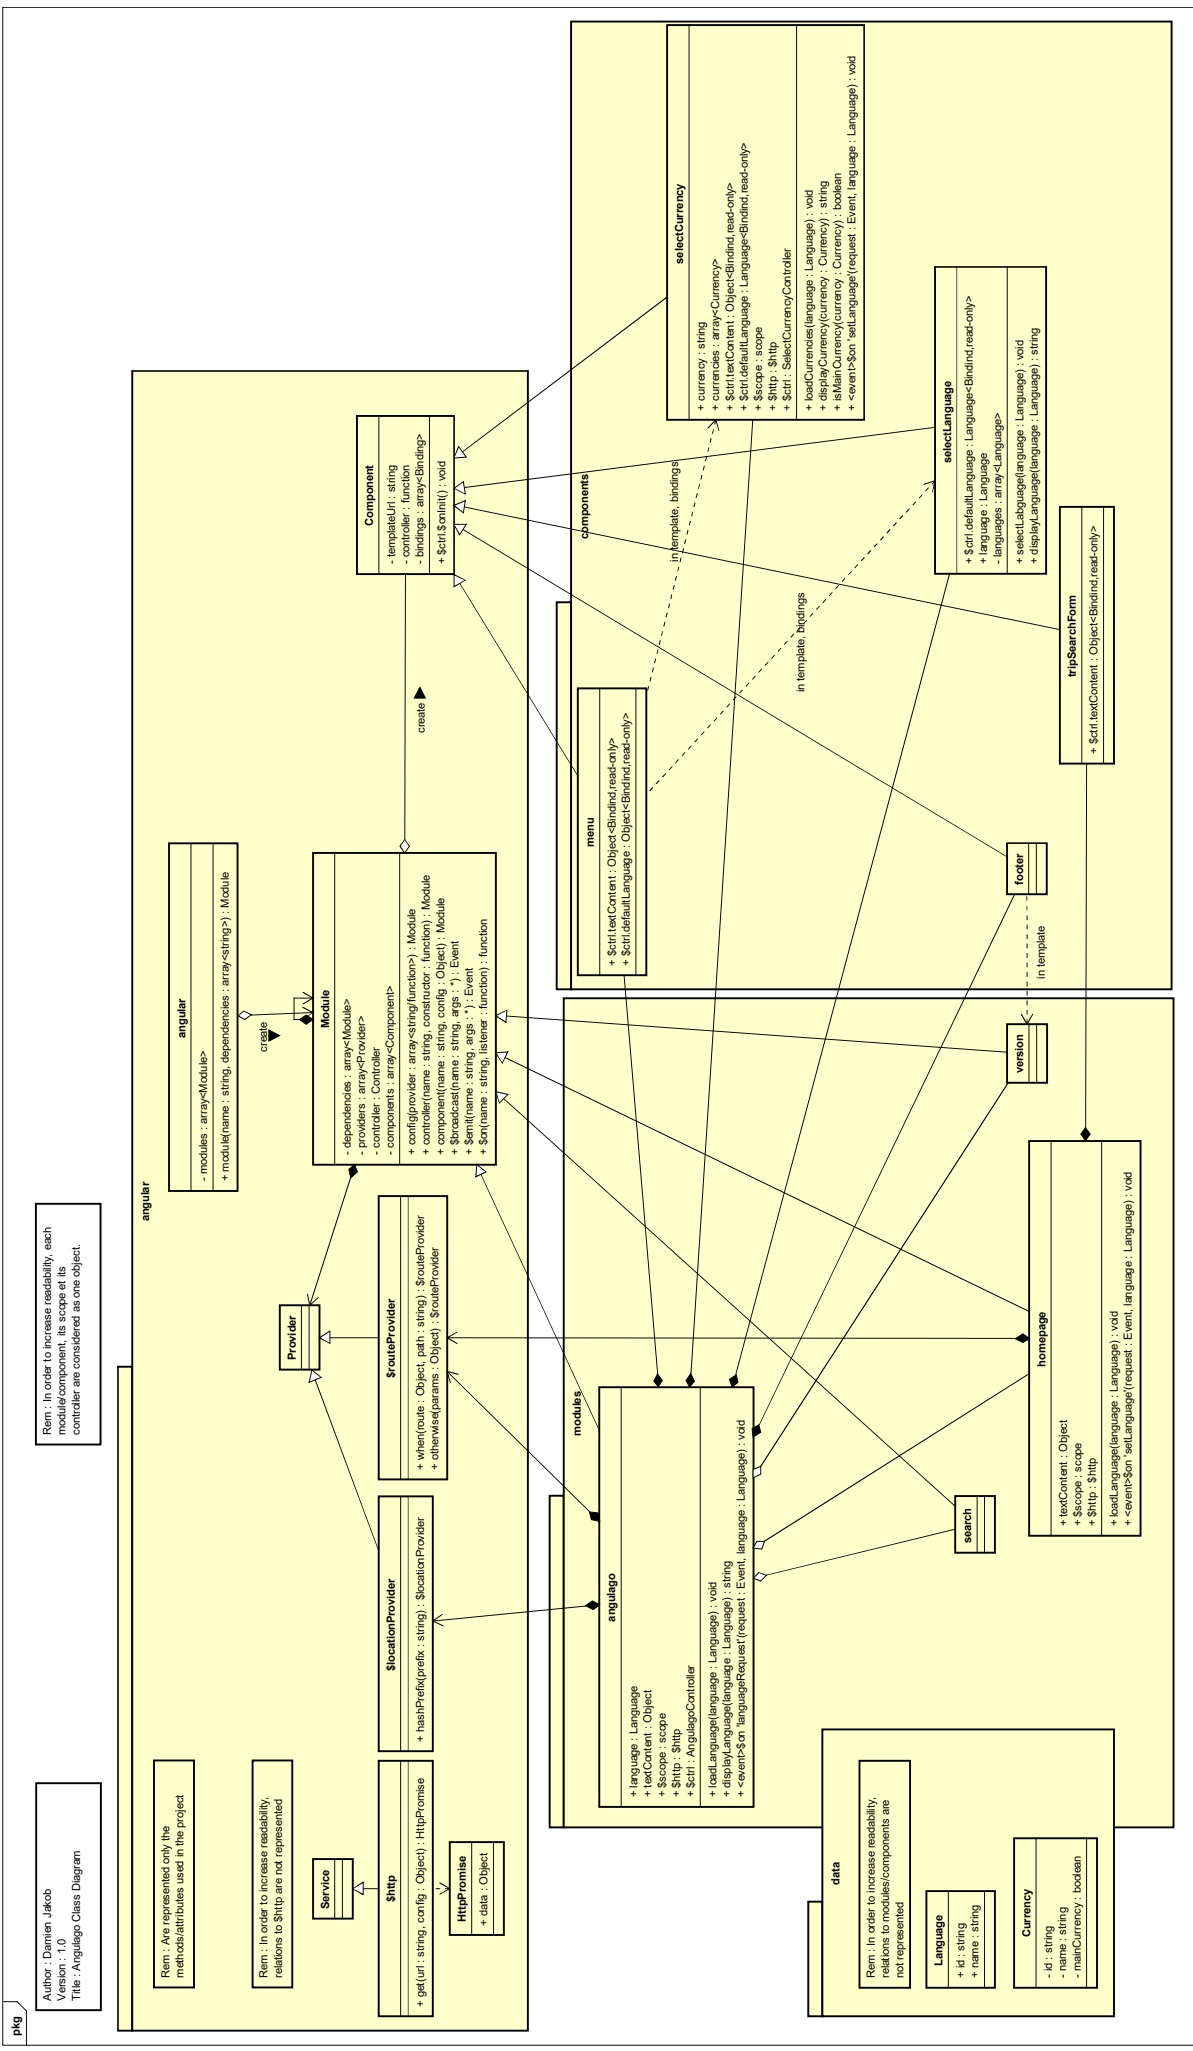 pkg
Author : Damien Jakob
Version : 1.0
Title : Angulago Class Diagram
Rem : In order to increase readability, each
module/component, its scope et its
controller are considered as one object.
angular
Rem : Are represented only the
methods/attributes used in the project
Rem : In order to increase readability,
relations to $http are not represented
angular
- modules : array<Module>
+ module(name : string, dependencies : array<string>) : Module
create
Service
$http
+ get(url : string, config : Object) : HttpPromise
HttpPromise
+ data : Object
$locationProvider
+ hashPrefix(prefix : string) : $locationProvider
Provider
$routeProvider
+ when(route : Object, path : string) : $routeProvider
+ otherwise(params : Object) : $routeProvider
Module
- dependencies : array<Module>
- providers : array<Provider>
- controller : Controller
- components : array<Component>
+ config(provider : array<string/function>) : Module
+ controller(name : string, constructor : function) : Module
+ component(name : string, config : Object) : Module
+ $broadcast(name : string, args : *) : Event
+ $emit(name : string, args : *) : Event
+ $on(name : string, listener : function) : function
create
Component
- templateUrl : string
- controller : function
- bindings : array<Binding>
+ $ctrl.$onInit() : void
data
Rem : In order to increase readability,
relations to modules/components are
not represented
Language
+ id : string
+ name : string
Currency
- id : string
- name : string
- mainCurrency : boolean
modules
angulago
+ language : Language
+ textContent : Object
+ $scope : scope
+ $http : $http
+ $ctrl : AngulagoController
+ loadLanguage(language : Language) : void
+ displayLanguage(language : Language) : string
+ <event>$on 'languageRequest'(request : Event, language : Language) : void
search
homepage
+ textContent : Object
+ $scope : scope
+ $http : $http
+ loadLanguage(language : Language) : void
+ <event>$on 'setLanguage'(request : Event, language : Language) : void
version
components
menu
+ $ctrl.textContent : Object<Bindind,read-only>
+ $ctrl.defaultLanguage : Object<Bindind,read-only>
footer
in template
in template, bindings
in template, bindings
tripSearchForm
+ $ctrl.textContent : Object<Bindind,read-only>
selectLanguage
+ $ctrl.defaultLanguage : Language<Bindind,read-only>
+ language : Language
- languages : array<Language>
+ selectLabguage(language : Language) : void
+ displayLanguage(language : Language) : string
selectCurrency
+ currency : string
+ currencies : array<Currency>
+ $ctrl.textContent : Object<Bindind,read-only>
+ $ctrl.defaultLanguage : Language<Bindind,read-only>
+ $scope : scope
+ $http : $http
+ $ctrl : SelectCurrencyController
+ loadCurrencies(language : Language) : void
+ displayCurrency(currency : Currency) : string
+ isMainCurrency(currency : Currency) : boolean
+ <event>$on 'setLanguage'(request : Event, language : Language) : void